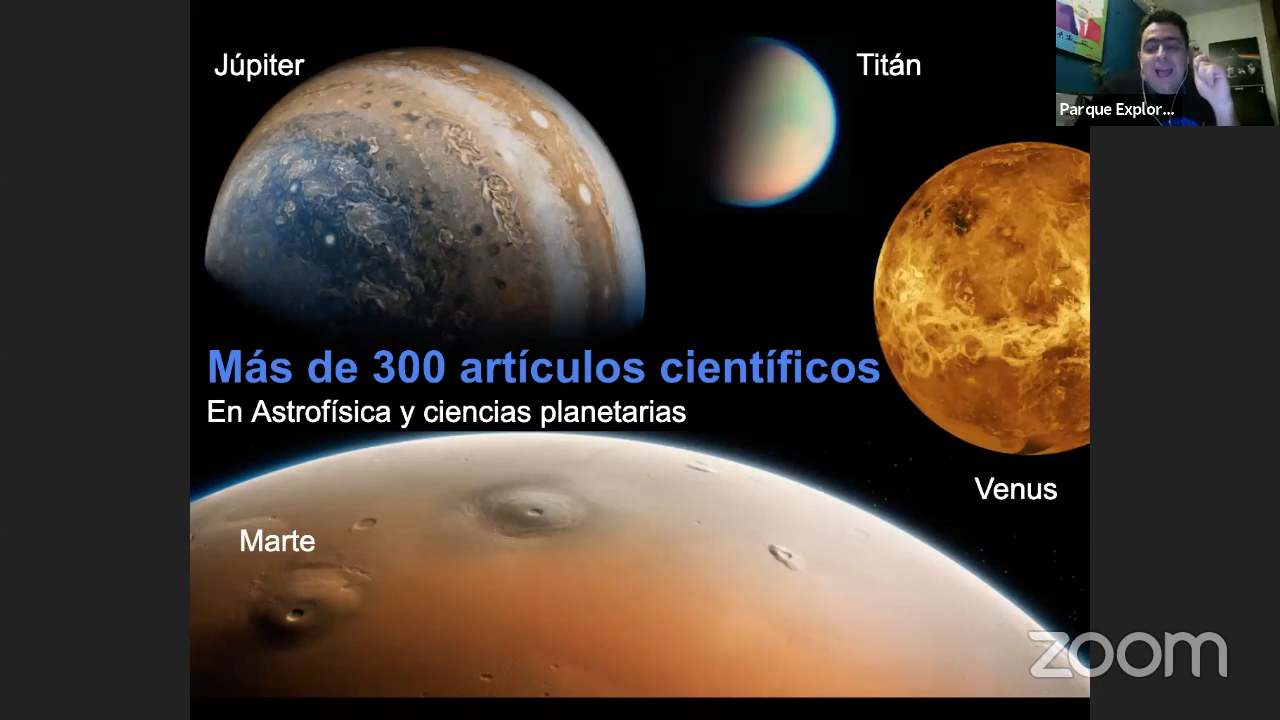 Júpiter
Titán
Parque Explor...
Más de 300 artículos científicos
En Astrofísica y ciencias planetarias
Venus
Marte
zoom